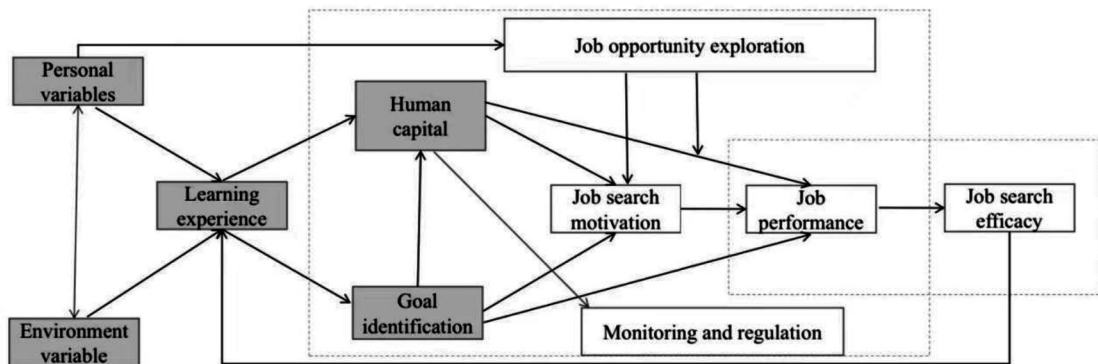 Job opportunity exploration
Personal
variables
Human
capital
Learning
experience
Job search
motivation
Job
performance
Job search
efficacy
Goal
identification
Environment
variable
Monitoring and regulation